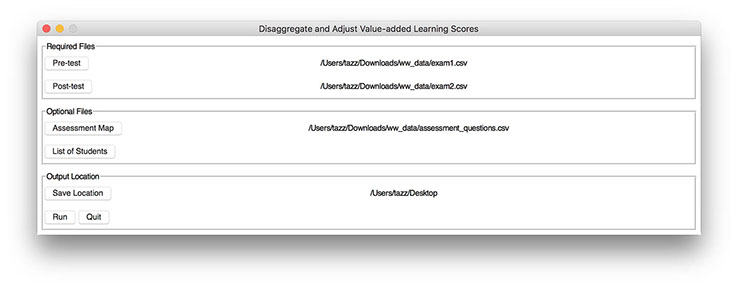 Disaggregate and Adjust Value-added Learning Scores
Required Files
Pre-test /Users/tazz/Downloads/ww_data/exam1.csv
Post-test /Users/tazz/Downloads/ww_data/exam2.csv
Optional Files
Assessment Map /Users/tazz/Downloads/ww_data/assessment_questions.csv
List of Students
Output Location
Save Location /Users/tazz/Desktop
Run Quit